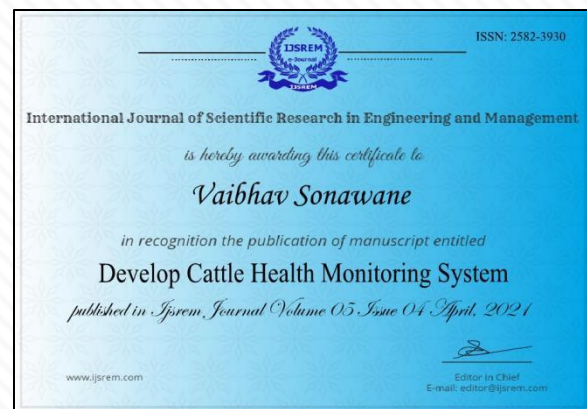 ISSN: 2582-3930
IJSREM
e-Journal
IJSREM
International Journal of Scientific Research in Engineering and Management
is hereby awarding this certificate to
Vaibhav Sonawane
in recognition the publication of manuscript entitled
Develop Cattle Health Monitoring System
published in Ijsrem Journal Volume 05 Issue 04 April, 2021
www.ijsrem.com
Editor in Chief
E-mail: editor@ijsrem.com